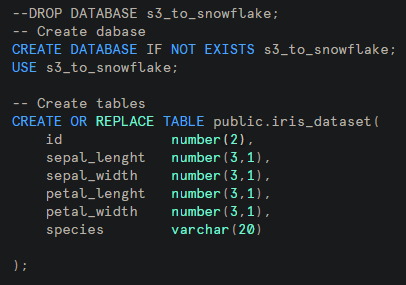 --DROP DATABASE s3_to_snowflake;
-- Create dabase
CREATE DATABASE IF NOT EXISTS s3_to_snowflake;
USE s3_to_snowflake;
-- Create tables
CREATE OR REPLACE TABLE public.iris_dataset(
id number(2),
sepal_lenght number(3,1),
sepal_width number(3,1),
petal_lenght number(3,1),
petal_width number(3,1),
species varchar(20)
);